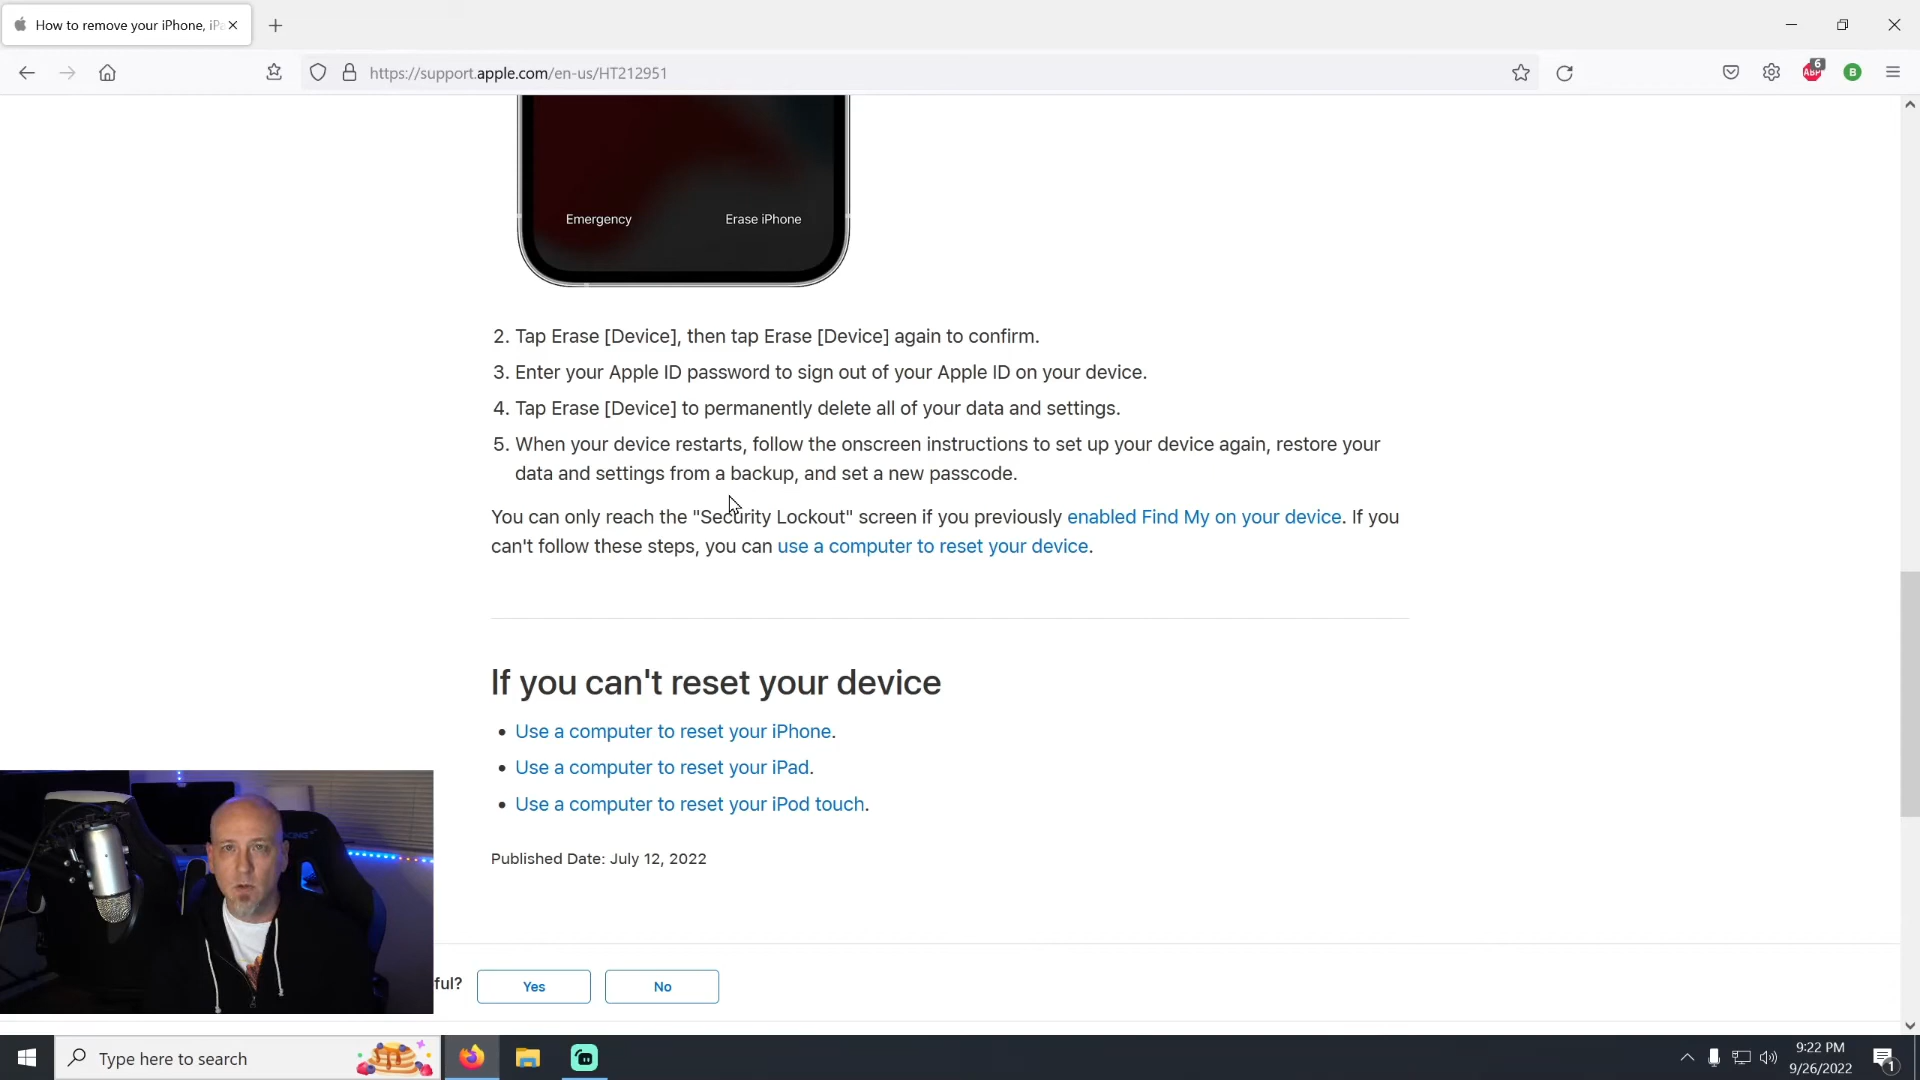 How to remove your iPhone, iPa
https://support.apple.com/en-us/HT212951
6
ABP
B
Emergency
Erase iPhone
2. Tap Erase [Device], then tap Erase [Device] again to confirm.
3. Enter your Apple ID password to sign out of your Apple ID on your device.
4. Tap Erase [Device] to permanently delete all of your data and settings.
5. When your device restarts, follow the onscreen instructions to set up your device again, restore your
data and settings from a backup, and set a new passcode.
You can only reach the "Security Lockout" screen if you previously enabled Find My on your device. If you
can't follow these steps, you can use a computer to reset your device.
If you can't reset your device
• Use a computer to reset your iPhone.
• Use a computer to reset your iPad.
• Use a computer to reset your iPod touch.
Published Date: July 12, 2022
ful?
Yes
No
Type here to search
9:22 PM
9/26/2022
1